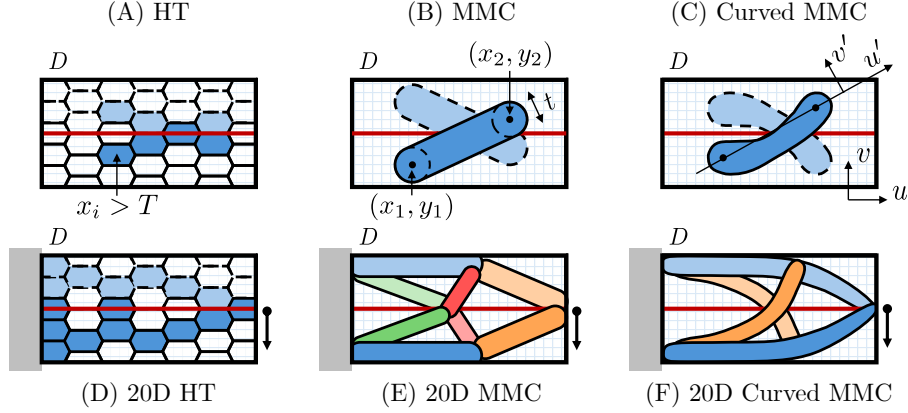 (A) HT
(B) MMC
(C) Curved MMC
D
D
D
(x₂, y₂)
t
v′
u′
v
u
xᵢ > T
(x₁, y₁)
D
D
D
(D) 20D HT
(E) 20D MMC
(F) 20D Curved MMC